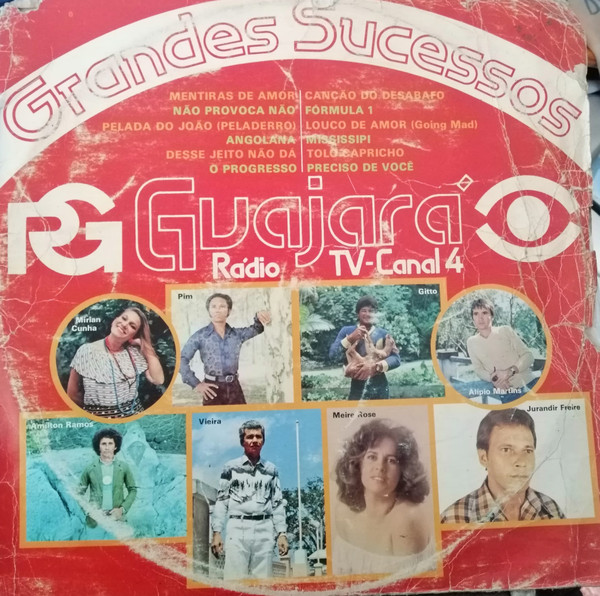 Grandes Sucessos
MENTIRAS DE AMOR
NÃO PROVOCA NÃO
PELADA DO JOÃO (PELADERRO)
ANGOLANA
DESSE JEITO NÃO DA
O PROGRESSO
CANÇÃO DO DESABAFO
FÓRMULA 1
LOUCO DE AMOR (Going Mad)
MISSISSIPI
TOLO CAPRICHO
PRECISO DE VOCÊ
RG Guajará
Rádio TV-Canal 4
Mirian
Cunha
Pim
Gitto
Alipio Martins
Amilton Ramos
Vieira
Meire Rose
Jurandir Freire